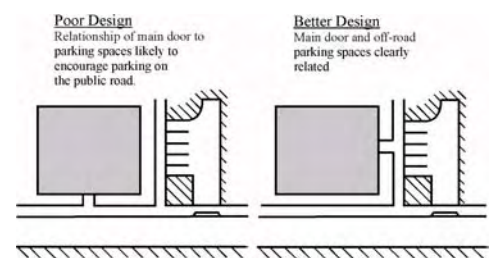 Poor Design
Relationship of main door to
parking spaces likely to
encourage parking on
the public road.
Better Design
Main door and off-road
parking spaces clearly
related